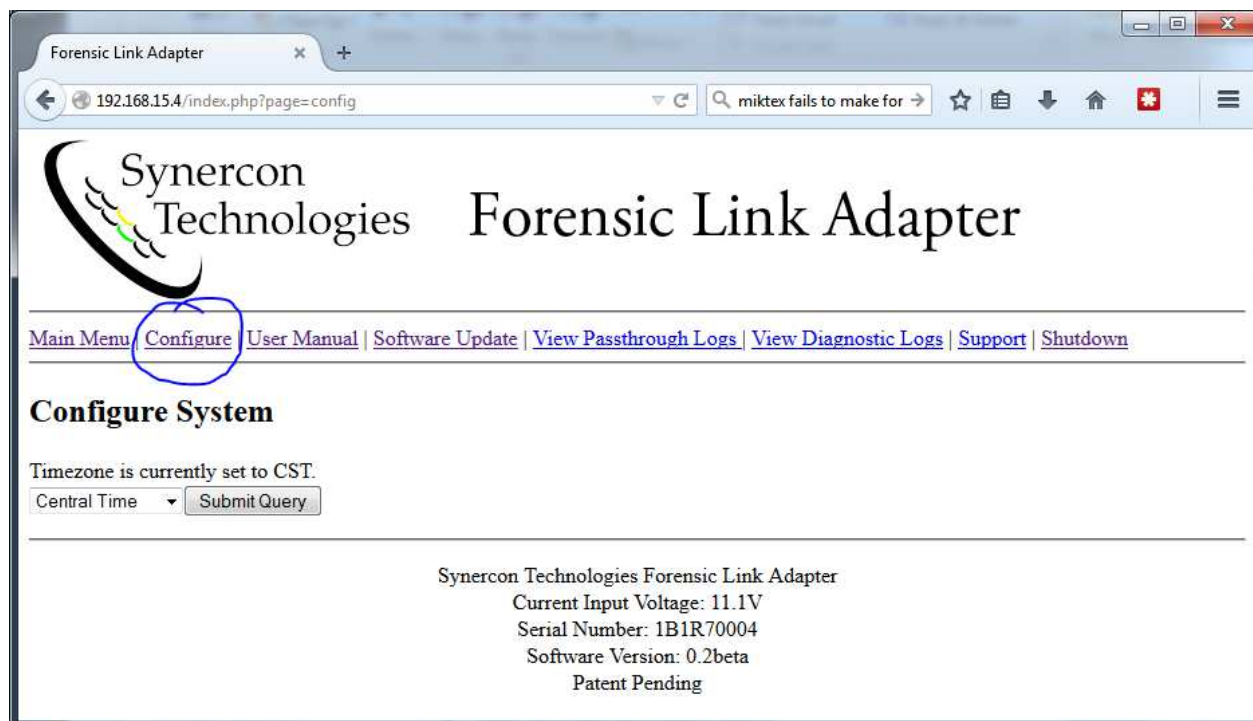 Forensic Link Adapter
192.168.15.4/index.php?page=config
miktex fails to make for
Synercon
Technologies
Forensic Link Adapter
Main Menu | Configure | User Manual | Software Update | View Passthrough Logs | View Diagnostic Logs | Support | Shutdown
Configure System
Timezone is currently set to CST.
Central Time Submit Query
Synercon Technologies Forensic Link Adapter
Current Input Voltage: 11.1V
Serial Number: 1B1R70004
Software Version: 0.2beta
Patent Pending